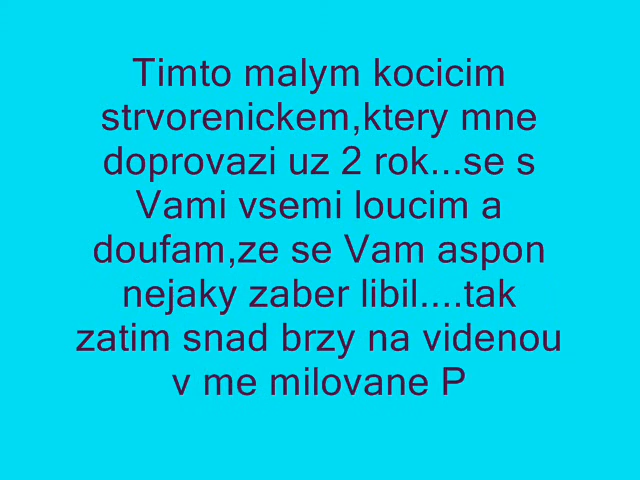 Timto malym kocicim
strvorenickem,ktery mne
doprovazi uz 2 rok...se s
Vami vsemi loucim a
doufam,ze se Vam aspon
nejaky zaber libil....tak
zatim snad brzy na videnou
v me milovane P